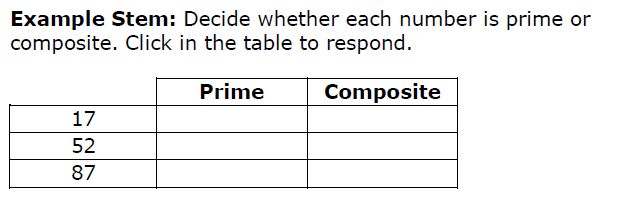 Example Stem: Decide whether each number is prime or
composite. Click in the table to respond.
Prime Composite
17
52
87